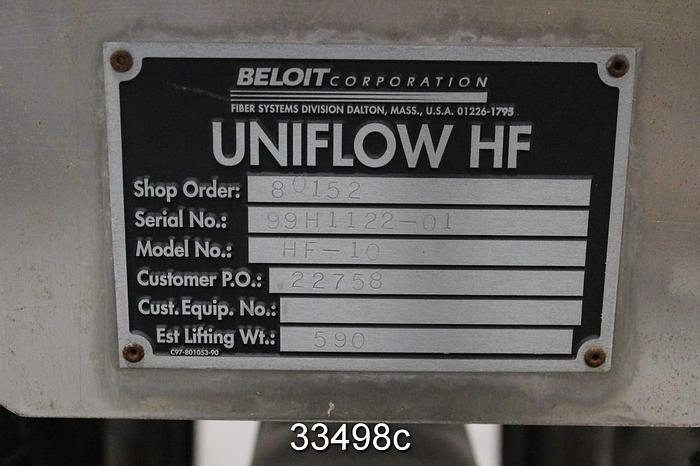 BELOIT CORPORATION
FIBER SYSTEMS DIVISION DALTON, MASS., U.S.A. 01226-1795
UNIFLOW HF
Shop Order: 80152
Serial No.: 99H1122-01
Model No.: HF-10
Customer P.O.: 22758
Cust. Equip. No.:
Est Lifting Wt.: 590
C97-801053-90
33498c